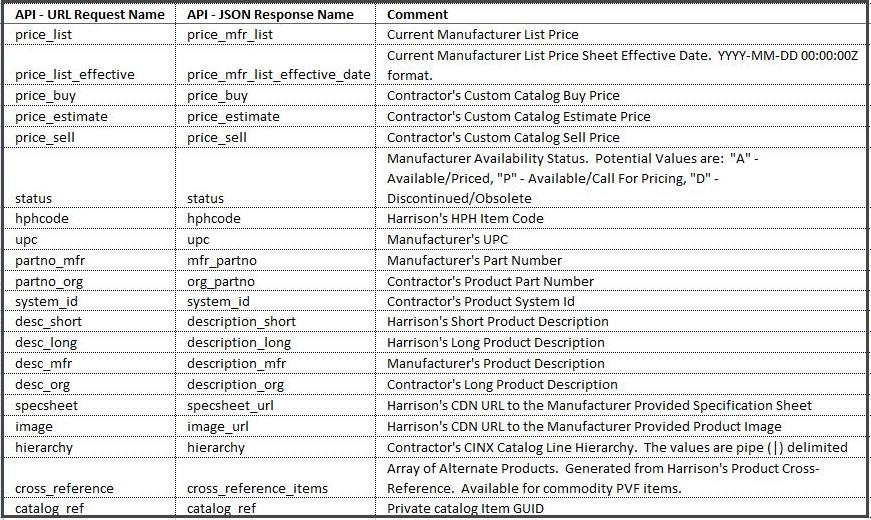 API - URL Request Name API - JSON Response Name Comment
price_list price_mfr_list Current Manufacturer List Price
Current Manufacturer List Price Sheet Effective Date.  YYYY-MM-DD 00:00:00Z
price_list_effective price_mfr_list_effective_date format.
price_buy price_buy Contractor's Custom Catalog Buy Price
price_estimate price_estimate Contractor's Custom Catalog Estimate Price
price_sell price_sell Contractor's Custom Catalog Sell Price
Manufacturer Availability Status.  Potential Values are:  "A" -
Available/Priced, "P" - Available/Call For Pricing, "D" -
status status Discontinued/Obsolete
hphcode hphcode Harrison's HPH Item Code
upc upc Manufacturer's UPC
partno_mfr mfr_partno Manufacturer's Part Number
partno_org org_partno Contractor's Product Part Number
system_id system_id Contractor's Product System Id
desc_short description_short Harrison's Short Product Description
desc_long description_long Harrison's Long Product Description
desc_mfr description_mfr Manufacturer's Product Description
desc_org description_org Contractor's Long Product Description
specsheet specsheet_url Harrison's CDN URL to the Manufacturer Provided Specification Sheet
image image_url Harrison's CDN URL to the Manufacturer Provided Product Image
hierarchy hierarchy Contractor's CINX Catalog Line Hierarchy.  The values are pipe (|) delimited
Array of Alternate Products.  Generated from Harrison's Product Cross-
cross_reference cross_reference_items Reference.  Available for commodity PVF items.
catalog_ref catalog_ref Private catalog Item GUID